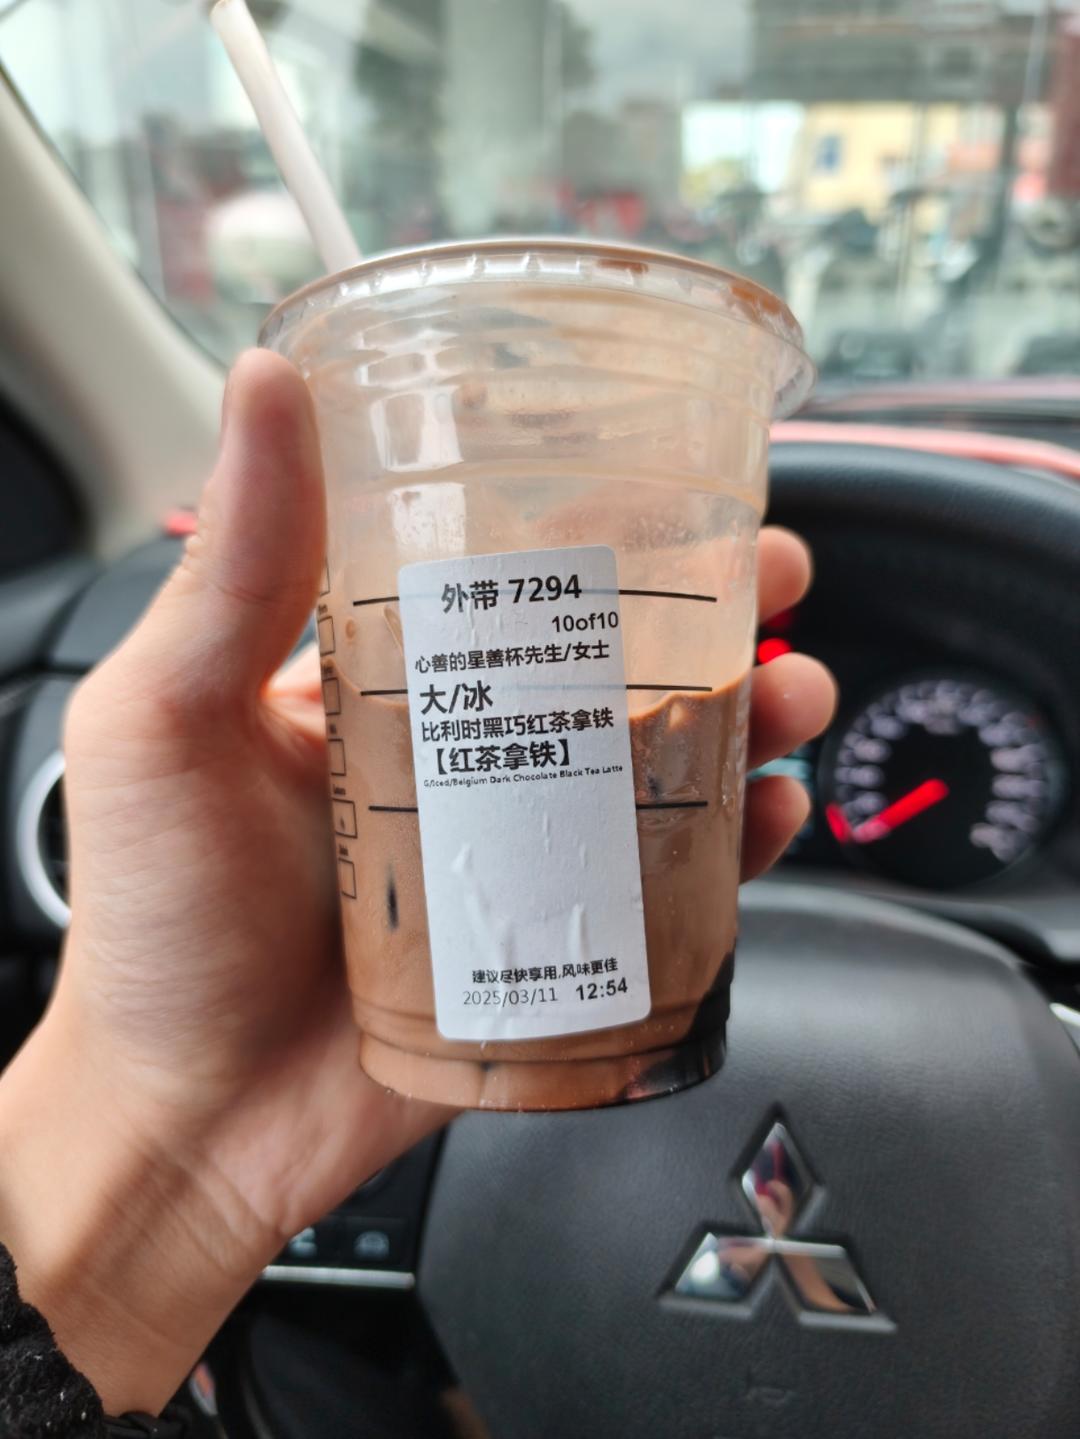 外带 7294
10of10
心善的星善杯先生/女士
大/冰
比利时黑巧红茶拿铁
【红茶拿铁】
G/Iced/Belgium Dark Chocolate Black Tea Latte
建议尽快享用,风味更佳
2025/03/11 12:54